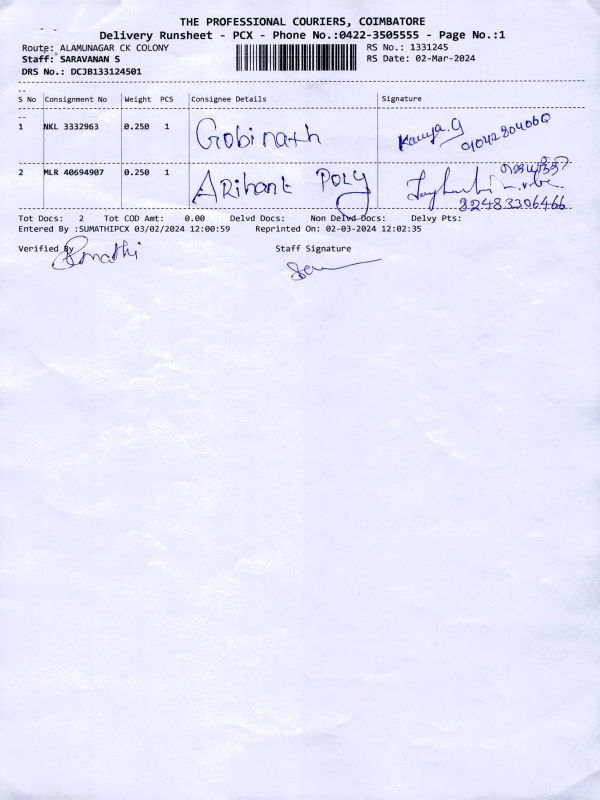 THE PROFESSIONAL COURIERS, COIMBATORE
Delivery Runsheet - PCX - Phone No.:0422-3505555 - Page No.:1
Route: ALAMUNAGAR CK COLONY
RS No.: 1331245
Staff: SARAVANAN S
RS Date: 02-Mar-2024
DRS No.: DCJB133124501
S No Consignment No Weight PCS Consignee Details Signature
1 NKL 3332963 0.250 1 Gobinath Kavya.G
2 MLR 40694907 0.250 1 ARihant POLY
Tot Docs: 2 Tot COD Amt: 0.00 Delvd Docs: Non Delvd Docs: Delvy Pts:
Entered By :SUMATHIPCX 03/02/2024 12:00:59 Reprinted On: 02-03-2024 12:02:35
Verified By Staff Signature
Sumathi